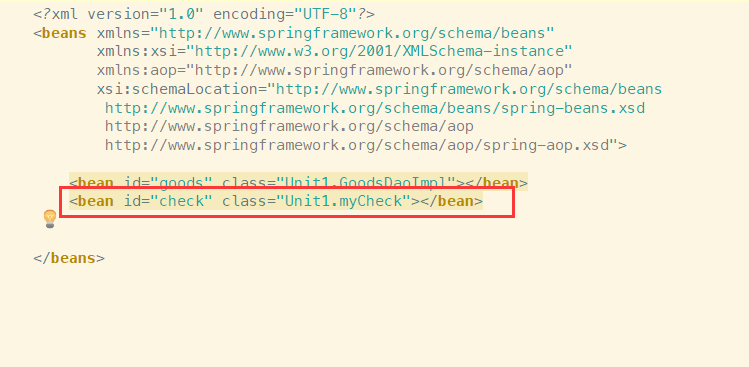 <?xml version="1.0" encoding="UTF-8"?>
<beans xmlns="http://www.springframework.org/schema/beans"
xmlns:xsi="http://www.w3.org/2001/XMLSchema-instance"
xmlns:aop="http://www.springframework.org/schema/aop"
xsi:schemaLocation="http://www.springframework.org/schema/beans
http://www.springframework.org/schema/beans/spring-beans.xsd
http://www.springframework.org/schema/aop
http://www.springframework.org/schema/aop/spring-aop.xsd">
<bean id="goods" class="Unit1.GoodsDaoImpl"></bean>
<bean id="check" class="Unit1.myCheck"></bean>
</beans>